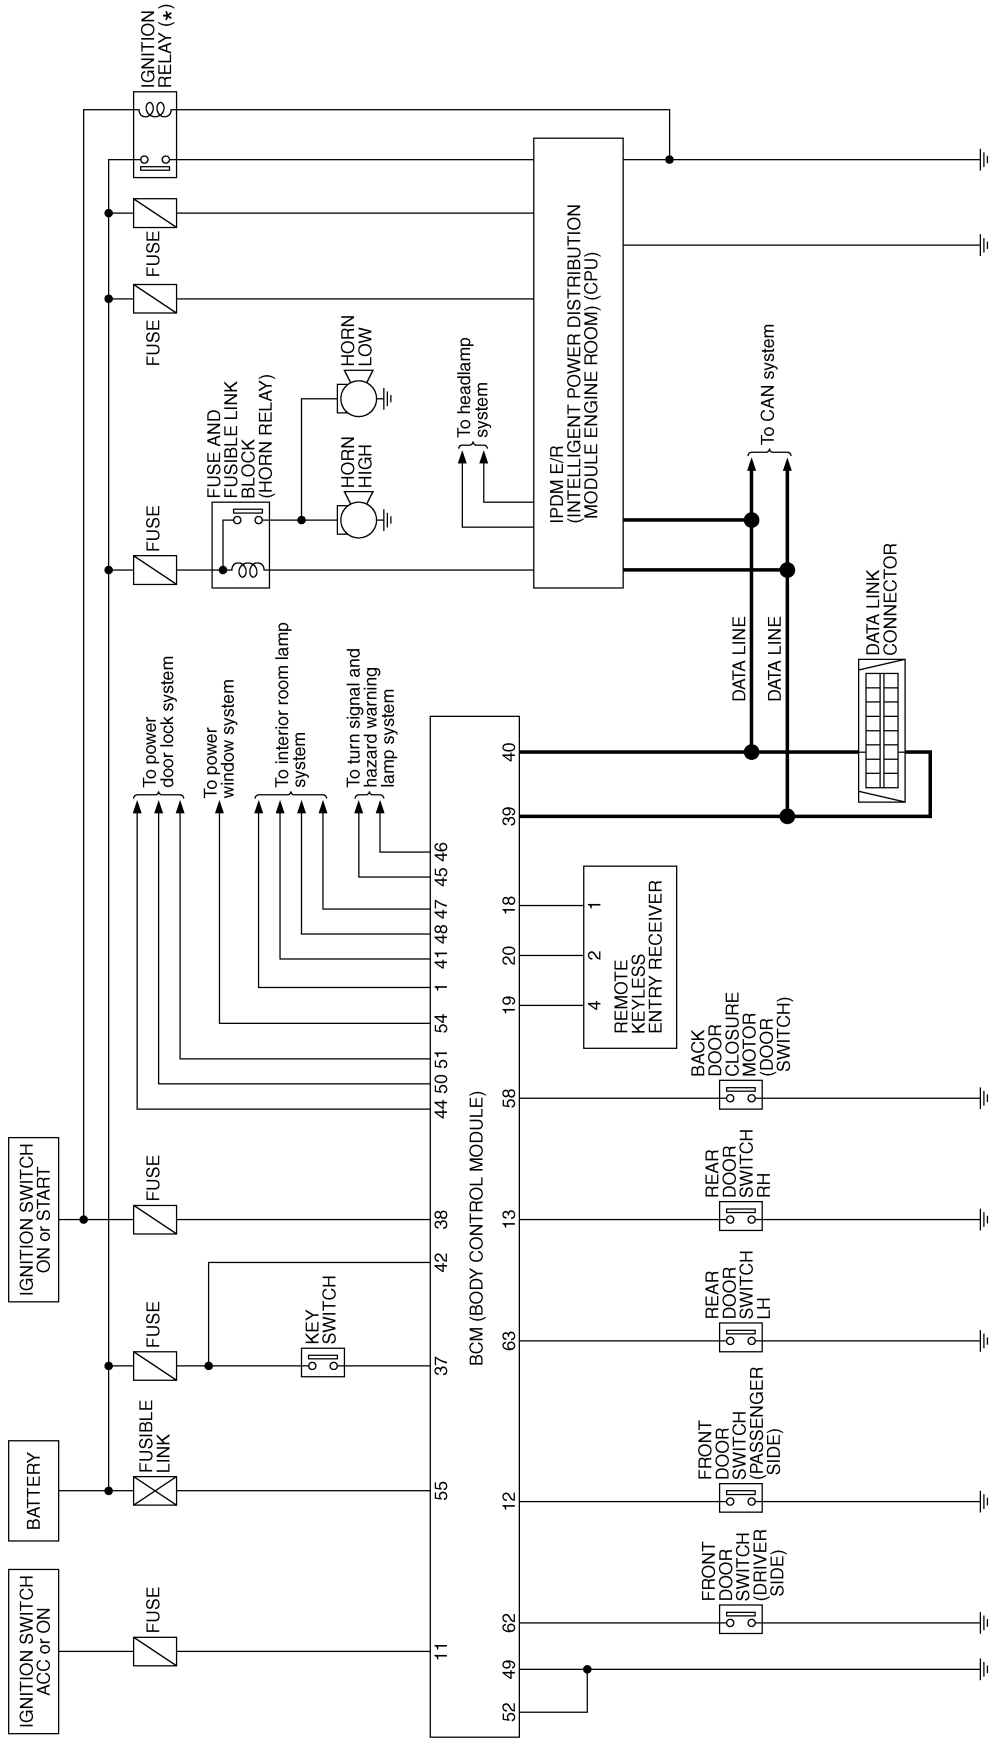 IGNITION SWITCH
ACC or ON
BATTERY
IGNITION SWITCH
ON or START
FUSE
FUSIBLE
LINK
FUSE
FUSE
KEY
SWITCH
To power
door lock system
To power
window system
To interior room lamp
system
To turn signal and
hazard warning
lamp system
FUSE
FUSE AND
FUSIBLE LINK
BLOCK
(HORN RELAY)
HORN
HIGH
HORN
LOW
FUSE
FUSE
IGNITION
RELAY (*)
To headlamp
system
11
55
37
42
38
44
50
51
54
1
41
48
47
45
46
BCM (BODY CONTROL MODULE)
52
49
62
12
63
13
58
19
20
18
39
40
IPDM E/R
(INTELLIGENT POWER DISTRIBUTION
MODULE ENGINE ROOM) (CPU)
4
2
1
REMOTE
KEYLESS
ENTRY RECEIVER
FRONT
DOOR
SWITCH
(DRIVER
SIDE)
FRONT
DOOR
SWITCH
(PASSENGER
SIDE)
REAR
DOOR
SWITCH
LH
REAR
DOOR
SWITCH
RH
BACK
DOOR
CLOSURE
MOTOR
(DOOR
SWITCH)
DATA LINE
DATA LINE
To CAN system
DATA LINK
CONNECTOR